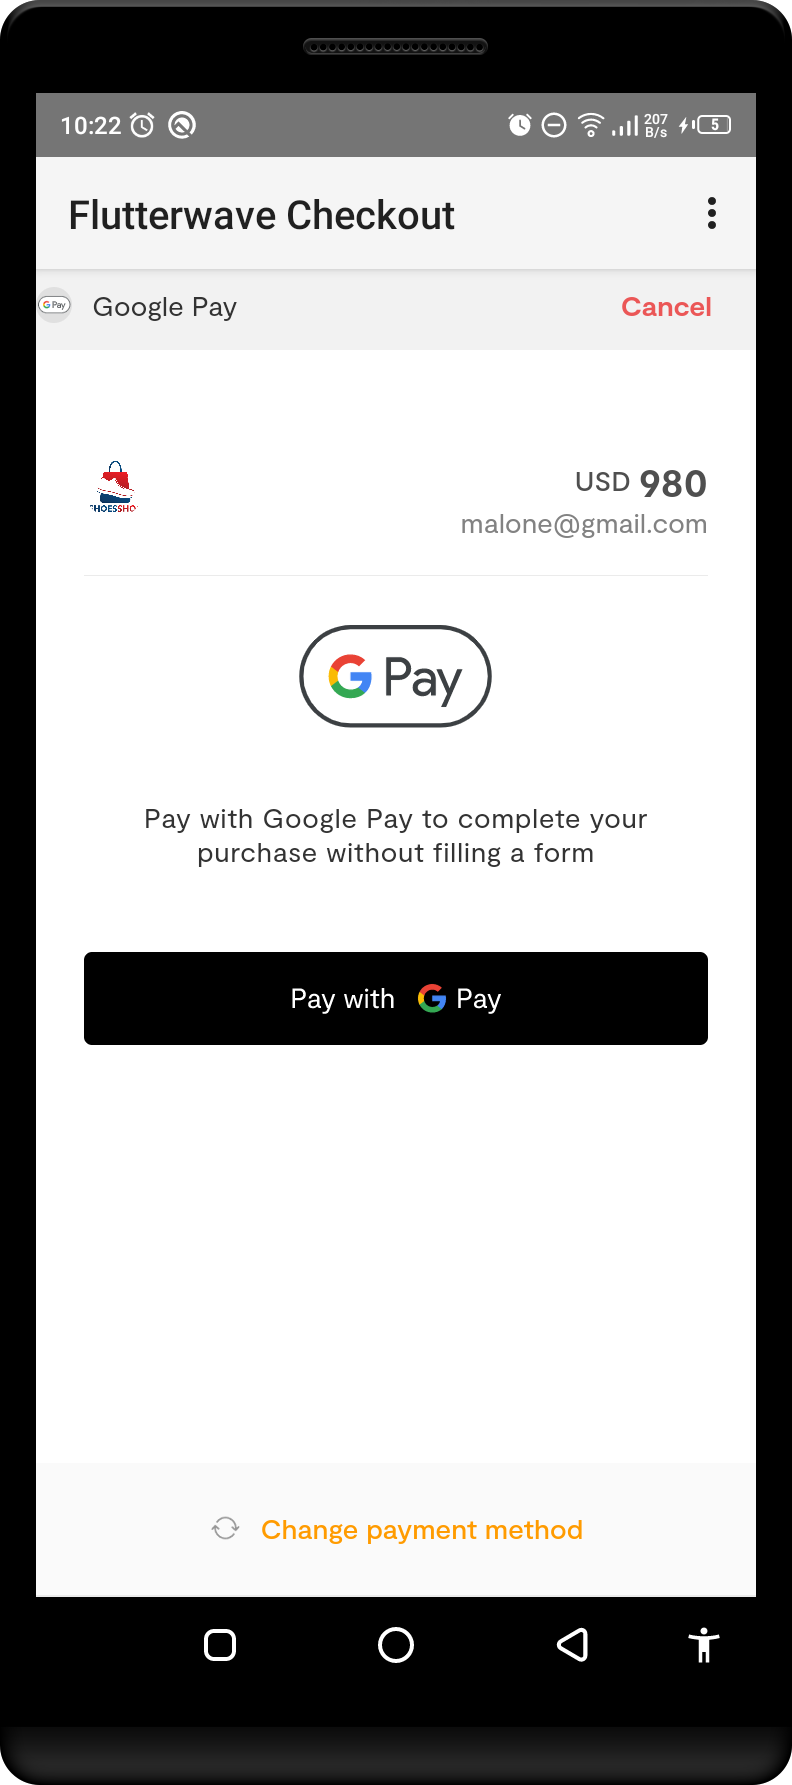 10:22
207
B/s
5
Flutterwave Checkout
G Pay
Google Pay
Cancel
USD 980
HOESSHO
malone@gmail.com
G Pay
Pay with Google Pay to complete your
purchase without filling a form
Pay with G Pay
Change payment method